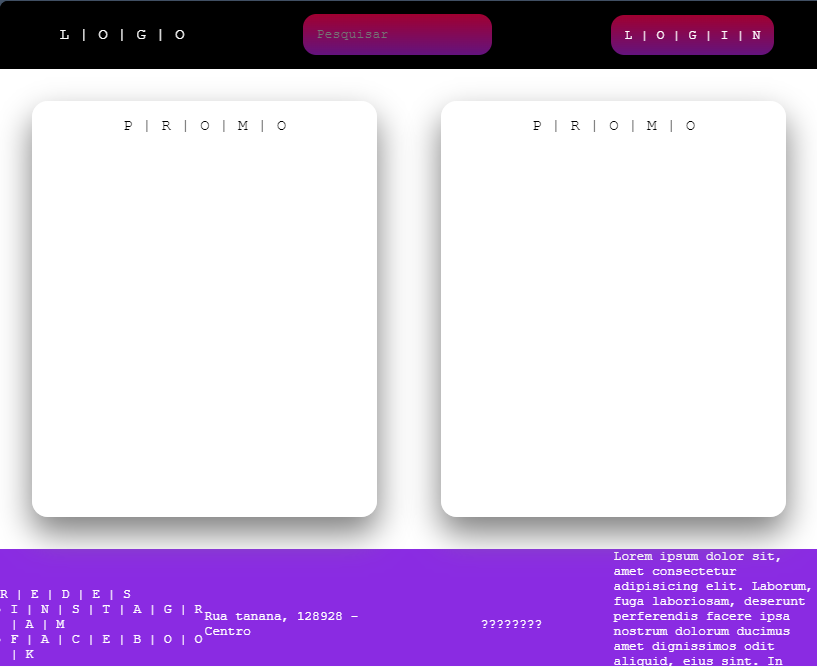 L | O | G | O
Pesquisar
L | O | G | I | N
P | R | O | M | O
P | R | O | M | O
R | E | D | E | S
I | N | S | T | A | G | R
| A | M
F | A | C | E | B | O | O
| K
Rua tanana, 128928 –
Centro
????????
Lorem ipsum dolor sit,
amet consectetur
adipisicing elit. Laborum,
fuga laboriosam, deserunt
perferendis facere ipsa
nostrum dolorum ducimus
amet dignissimos odit
aliquid, eius sint. In